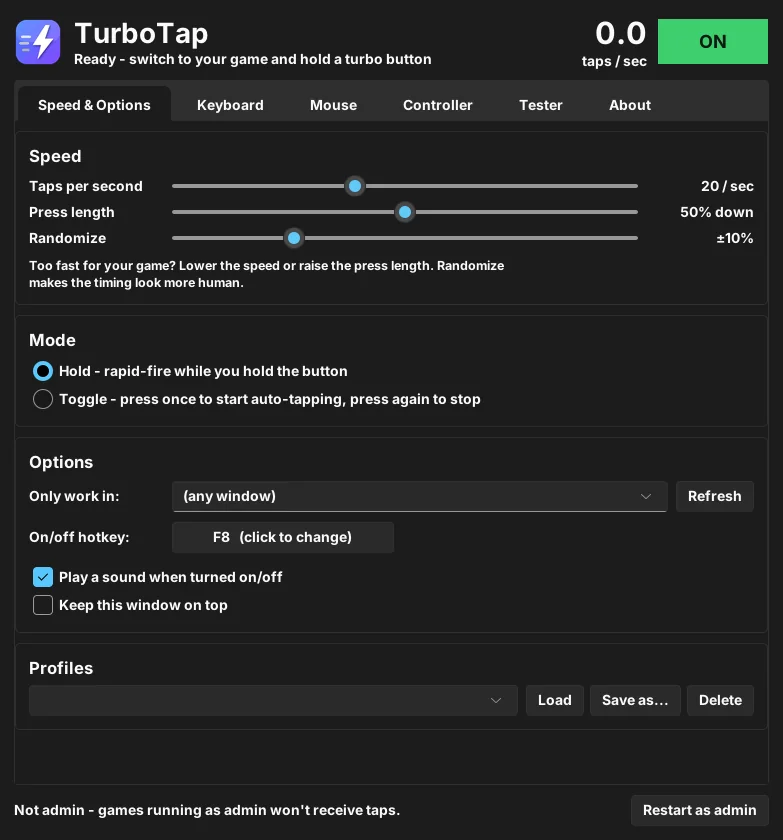 TurboTap
Ready - switch to your game and hold a turbo button
0.0
taps / sec
ON
Speed & Options
Keyboard
Mouse
Controller
Tester
About
Speed
Taps per second
20 / sec
Press length
50% down
Randomize
±10%
Too fast for your game? Lower the speed or raise the press length. Randomize
makes the timing look more human.
Mode
Hold - rapid-fire while you hold the button
Toggle - press once to start auto-tapping, press again to stop
Options
Only work in:
(any window)
Refresh
On/off hotkey:
F8 (click to change)
Play a sound when turned on/off
Keep this window on top
Profiles
Load
Save as...
Delete
Not admin - games running as admin won't receive taps.
Restart as admin